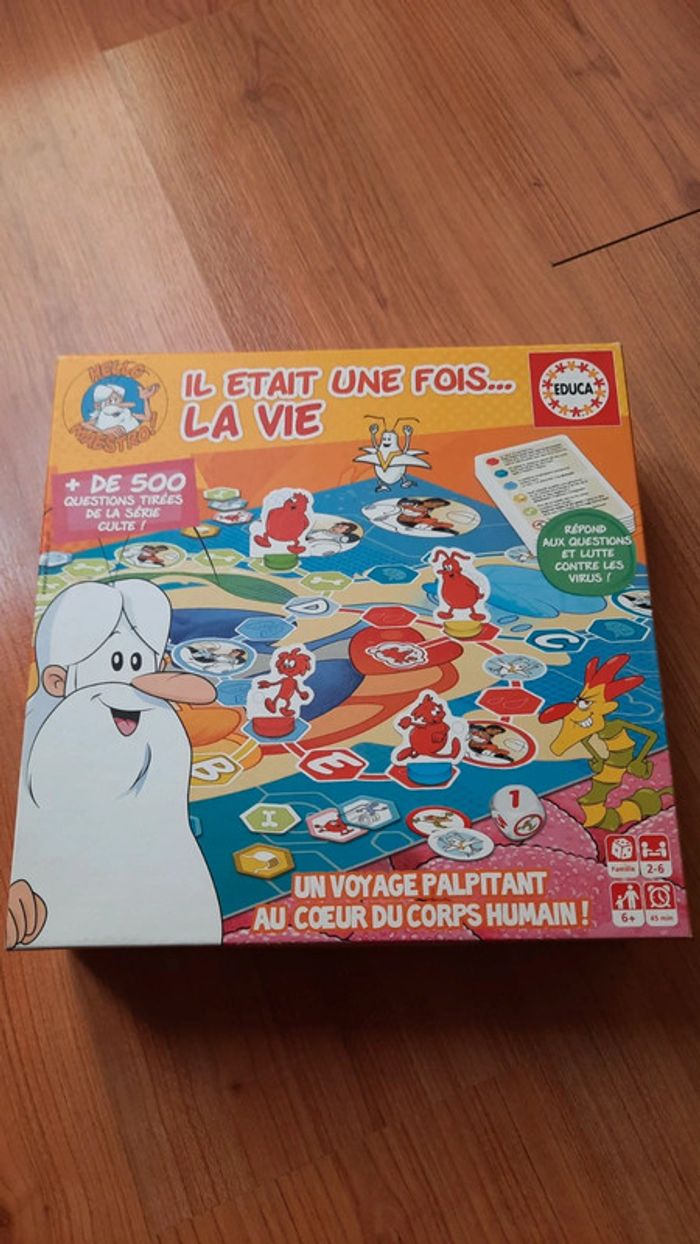 HELLO
MAESTRO
IL ETAIT UNE FOIS...
LA VIE
EDUCA
+ DE 500
QUESTIONS TIRÉES
DE LA SÉRIE
CULTE !
RÉPOND
AUX QUESTIONS
ET LUTTE
CONTRE LES
VIRUS !
D
C
B
E
I
1
UN VOYAGE PALPITANT
AU CŒUR DU CORPS HUMAIN !
Famille
2-6
6+
45 min